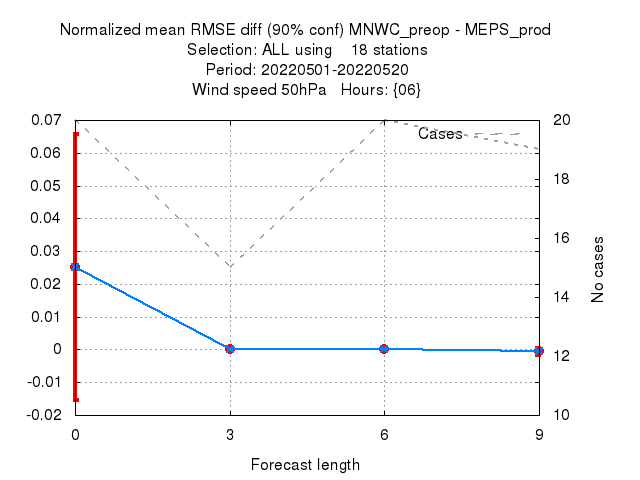 Normalized mean RMSE diff (90% conf) MNWC_preop - MEPS_prod
Selection: ALL using 18 stations
Period: 20220501-20220520
Wind speed 50hPa Hours: {06}
0.07
0.06
0.05
0.04
0.03
0.02
0.01
0
-0.01
-0.02
Cases
20
18
16
14
12
10
No cases
0 3 6 9
Forecast length